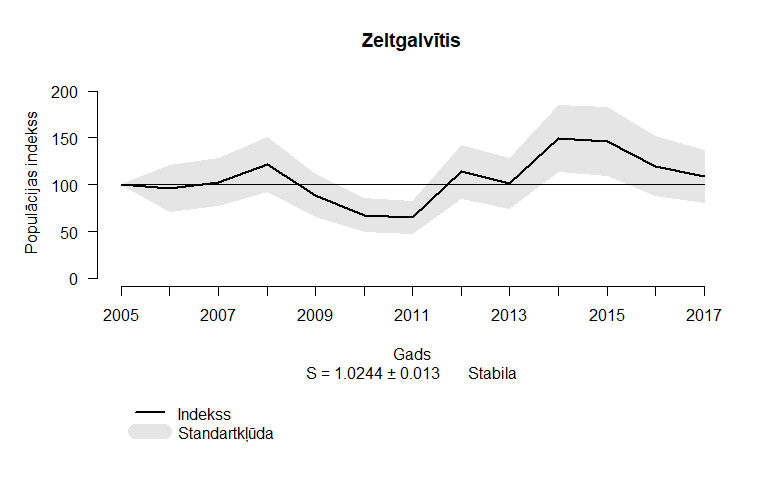 Zeltgalvītis
Populācijas indekss
200
150
100
50
0
2005 2007 2009 2011 2013 2015 2017
Gads
S = 1.0244 ± 0.013 Stabila
Indekss
Standartkļūda